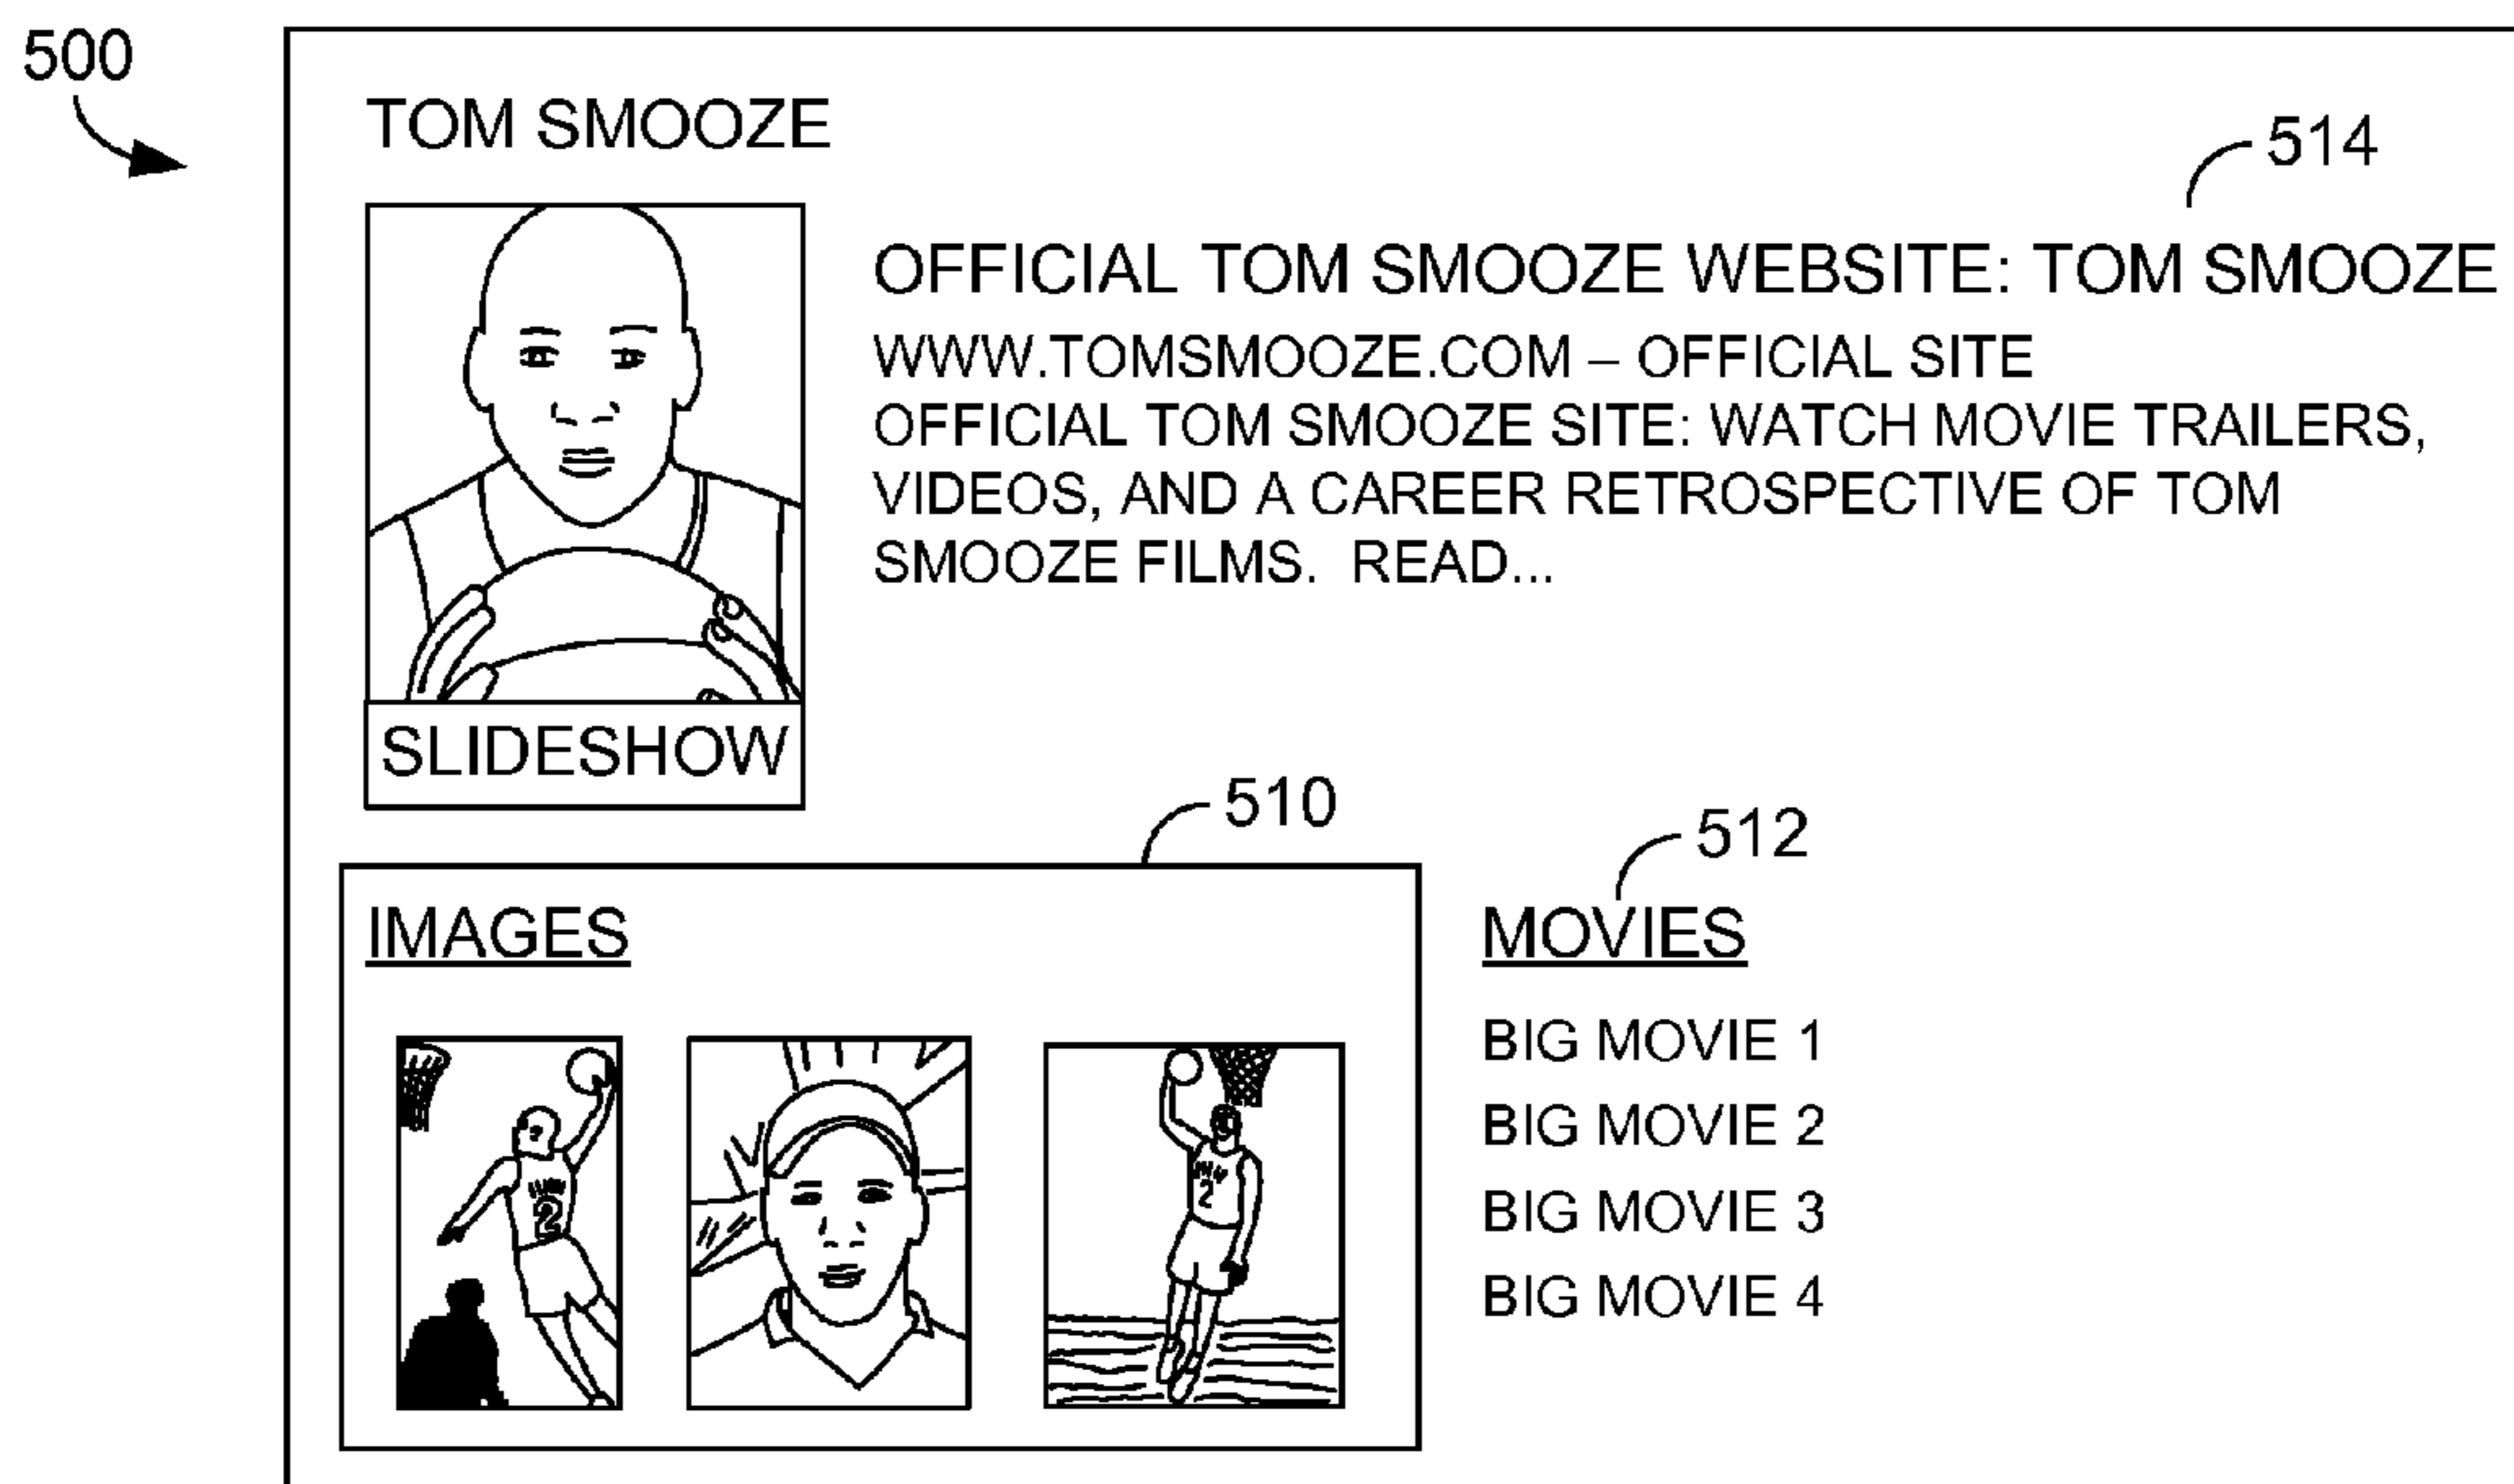 500
TOM SMOOZE
514
OFFICIAL TOM SMOOZE WEBSITE: TOM SMOOZE
WWW.TOMSMOOZE.COM – OFFICIAL SITE
OFFICIAL TOM SMOOZE SITE: WATCH MOVIE TRAILERS,
VIDEOS, AND A CAREER RETROSPECTIVE OF TOM
SMOOZE FILMS. READ...
SLIDESHOW
510
512
IMAGES
MOVIES
2
2
BIG MOVIE 1
BIG MOVIE 2
BIG MOVIE 3
BIG MOVIE 4